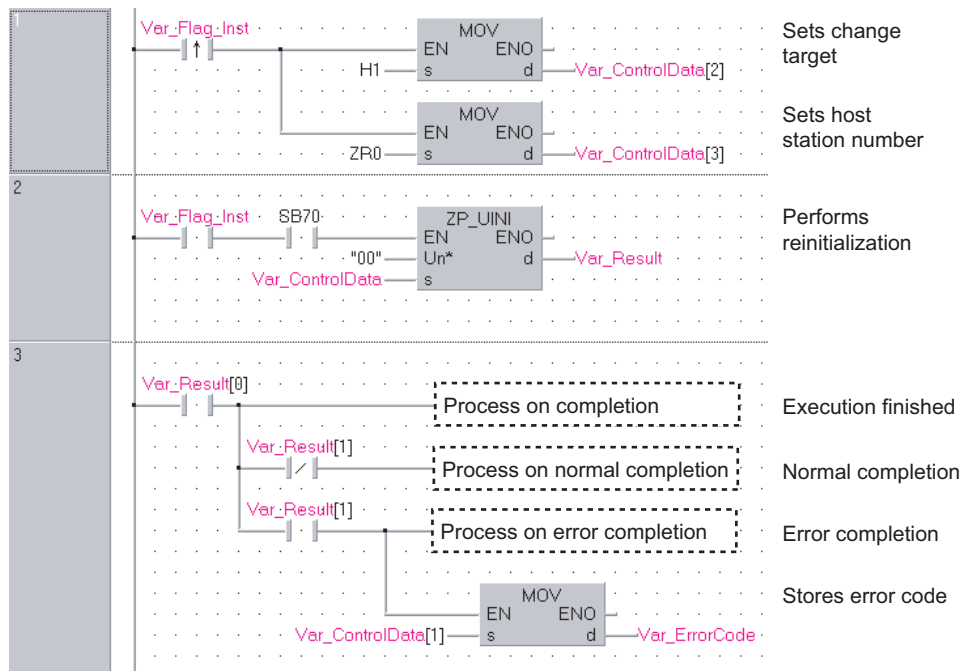 1
Var_Flag_Inst
↑
MOV
EN ENO
H1 s d Var_ControlData[2]
Sets change
target
MOV
EN ENO
ZR0 s d Var_ControlData[3]
Sets host
station number
2
Var_Flag_Inst SB70
ZP_UINI
EN ENO
"00" Un* d Var_Result
Var_ControlData s
Performs
reinitialization
3
Var_Result[0]
Process on completion
Execution finished
Var_Result[1]
Process on normal completion
Normal completion
Var_Result[1]
Process on error completion
Error completion
MOV
EN ENO
Var_ControlData[1] s d Var_ErrorCode
Stores error code